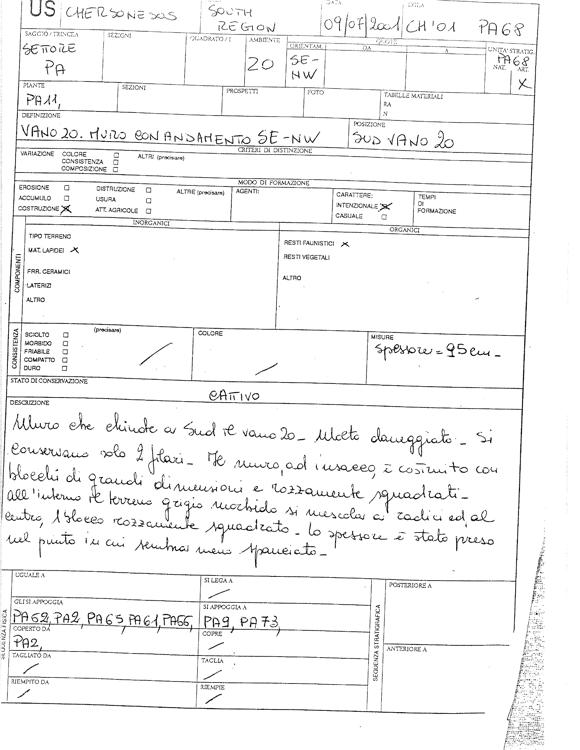 US CHERSONESOS SOUTH REGION DATA 09/07/2001 SIGLA CH'01 PA68
SAGGIO/TRINCEA SETTORE PA SEZIONI QUADRATO/I AMBIENTE 20 ORIENTAM. SE-NW QUOTE DA A UNITA' STRATIG. PA68 NAT. ART. X
PIANTE PA11, SEZIONI PROSPETTI FOTO TABELLE MATERIALI
RA
N
DEFINIZIONE POSIZIONE
VANO 20. MURO CON ANDAMENTO SE-NW SUD VANO 20
CRITERI DI DISTINZIONE
VARIAZIONE COLORE ALTRI (precisare)
CONSISTENZA
COMPOSIZIONE
MODO DI FORMAZIONE
EROSIONE DISTRUZIONE ALTRE (precisare) AGENTI: CARATTERE: TEMPI
ACCUMULO USURA INTENZIONALE X DI
COSTRUZIONE X ATT. AGRICOLE CASUALE FORMAZIONE
INORGANICI ORGANICI
COMPONENTI
TIPO TERRENO RESTI FAUNISTICI X
MAT. LAPIDEI X RESTI VEGETALI
FRR. CERAMICI ALTRO
LATERIZI
ALTRO
CONSISTENZA
SCIOLTO (precisare) COLORE MISURE
MORBIDO spessore = 95 cm -
FRIABILE
COMPATTO
DURO
STATO DI CONSERVAZIONE
CATTIVO
DESCRIZIONE
Muro che chiude a Sud il vano 20 - Molto danneggiato - Si
conservano solo 2 filari - Il muro, ad insacco, è costruito con
blocchi di grandi dimensioni e rozzamente squadrati -
all'interno il terreno grigio morbido si mescola a radici ed al
centro, 1 blocco rozzamente squadrato - lo spessore è stato preso
nel punto in cui sembra meno spanciato -
SEQUENZA FISICA
UGUALE A SI LEGA A
GLI SI APPOGGIA SI APPOGGIA A
PA62, PA2, PA65, PA61, PA66, PA9, PA73,
COPERTO DA COPRE
PA2,
TAGLIATO DA TAGLIA
RIEMPITO DA RIEMPIE
SEQUENZA STRATIGRAFICA
POSTERIORE A
ANTERIORE A